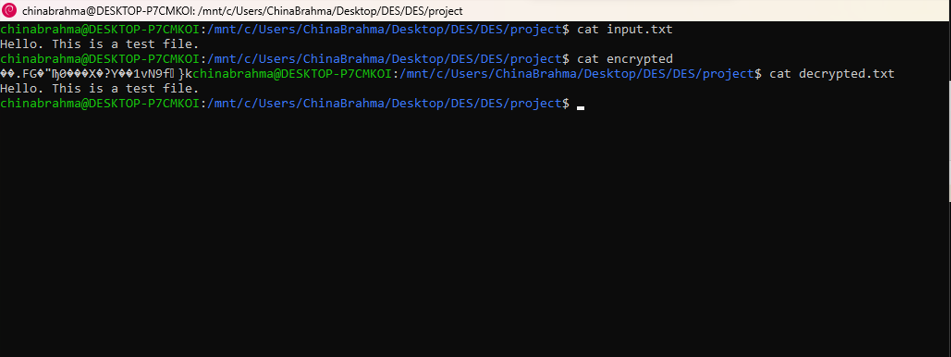 chinabrahma@DESKTOP-P7CMKOI: /mnt/c/Users/ChinaBrahma/Desktop/DES/DES/project
chinabrahma@DESKTOP-P7CMKOI:/mnt/c/Users/ChinaBrahma/Desktop/DES/DES/project$ cat input.txt
Hello. This is a test file.
chinabrahma@DESKTOP-P7CMKOI:/mnt/c/Users/ChinaBrahma/Desktop/DES/DES/project$ cat encrypted
��.FG�"Ҧ0���X�?Y��1vN9f }kchinabrahma@DESKTOP-P7CMKOI:/mnt/c/Users/ChinaBrahma/Desktop/DES/DES/project$ cat decrypted.txt
Hello. This is a test file.
chinabrahma@DESKTOP-P7CMKOI:/mnt/c/Users/ChinaBrahma/Desktop/DES/DES/project$